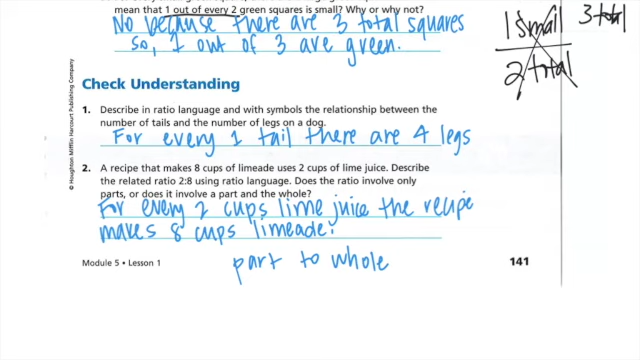 mean that 1 out of every 2 green squares is small? Why or why not?
No because there are 3 total squares
so, 1 out of 3 are green.
1 small 3 total
2 total
Check Understanding
1. Describe in ratio language and with symbols the relationship between the
number of tails and the number of legs on a dog.
For every 1 tail there are 4 legs
2. A recipe that makes 8 cups of limeade uses 2 cups of lime juice. Describe
the related ratio 2:8 using ratio language. Does the ratio involve only
parts, or does it involve a part and the whole?
For every 2 cups lime juice the recipe
makes 8 cups limeade.
part to whole
Module 5 • Lesson 1
141
© Houghton Mifflin Harcourt Publishing Company